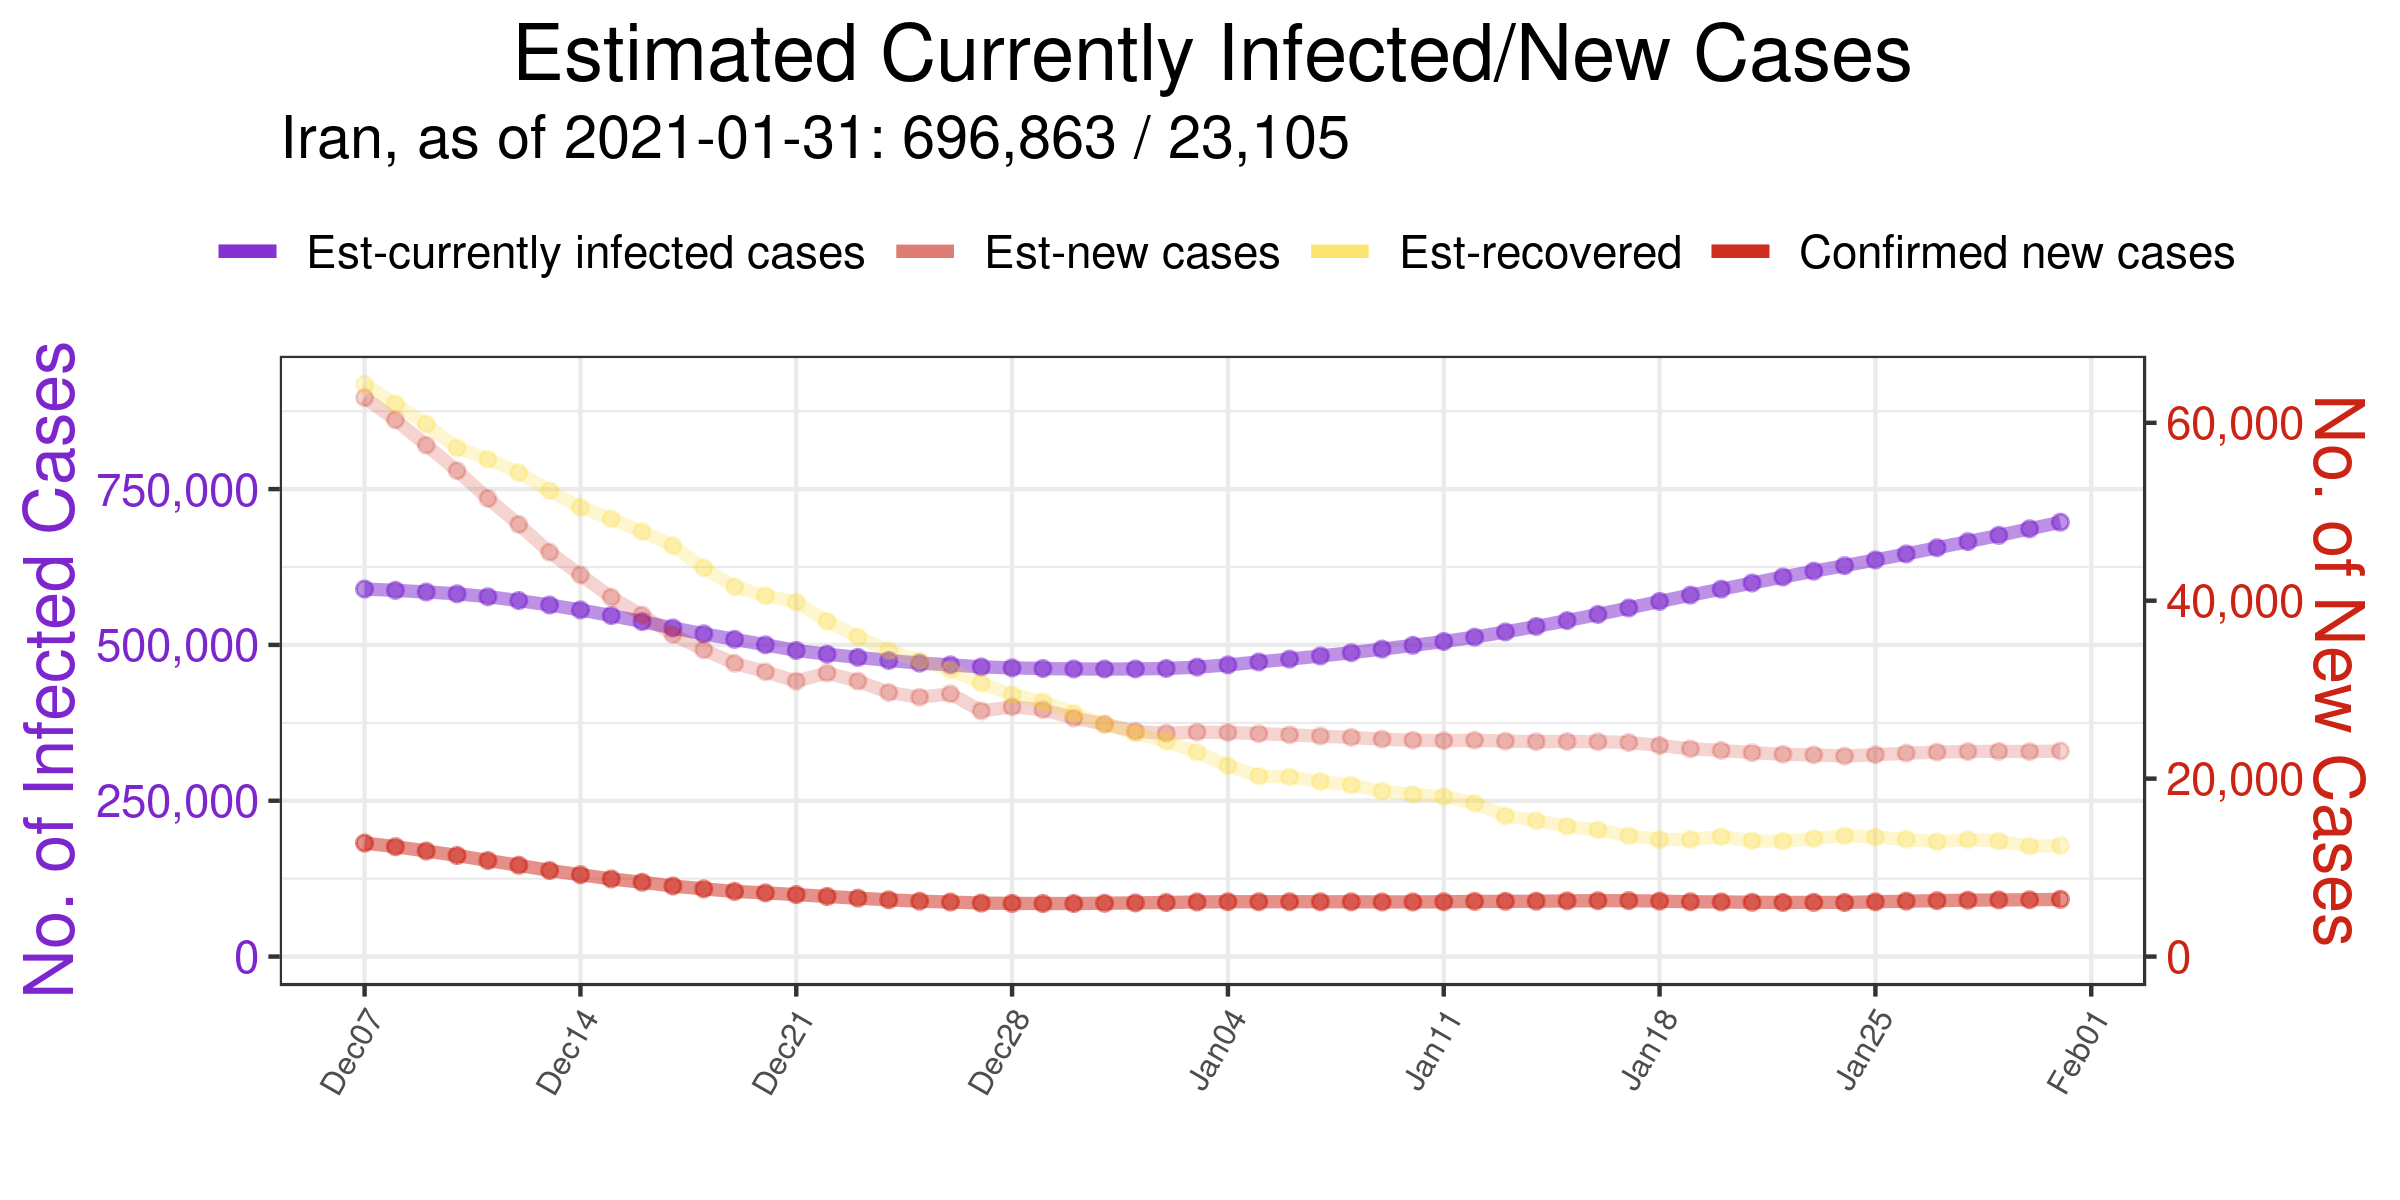 Estimated Currently Infected/New Cases
Iran, as of 2021-01-31: 696,863 / 23,105
Est-currently infected cases
Est-new cases
Est-recovered
Confirmed new cases
No. of Infected Cases
750,000
500,000
250,000
0
60,000
40,000
20,000
0
No. of New Cases
Dec07
Dec14
Dec21
Dec28
Jan04
Jan11
Jan18
Jan25
Feb01